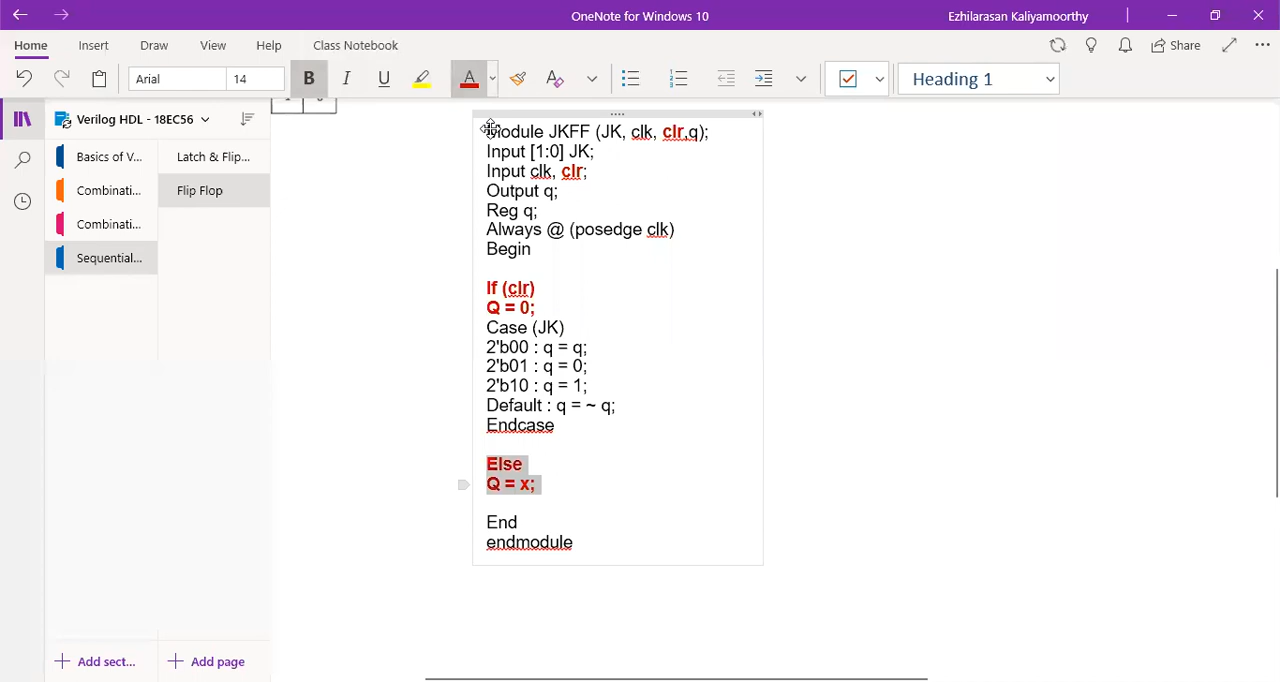 OneNote for Windows 10
Ezhilarasan Kaliyamoorthy
Home
Insert
Draw
View
Help
Class Notebook
Share
Arial
14
B
I
U
A
Heading 1
Verilog HDL - 18EC56
Basics of V...
Combinati...
Combinati...
Sequential...
Latch & Flip...
Flip Flop
Module JKFF (JK, clk, clr,q);
Input [1:0] JK;
Input clk, clr;
Output q;
Reg q;
Always @ (posedge clk)
Begin
If (clr)
Q = 0;
Case (JK)
2'b00 : q = q;
2'b01 : q = 0;
2'b10 : q = 1;
Default : q = ~ q;
Endcase
Else
Q = x;
End
endmodule
Add sect...
Add page